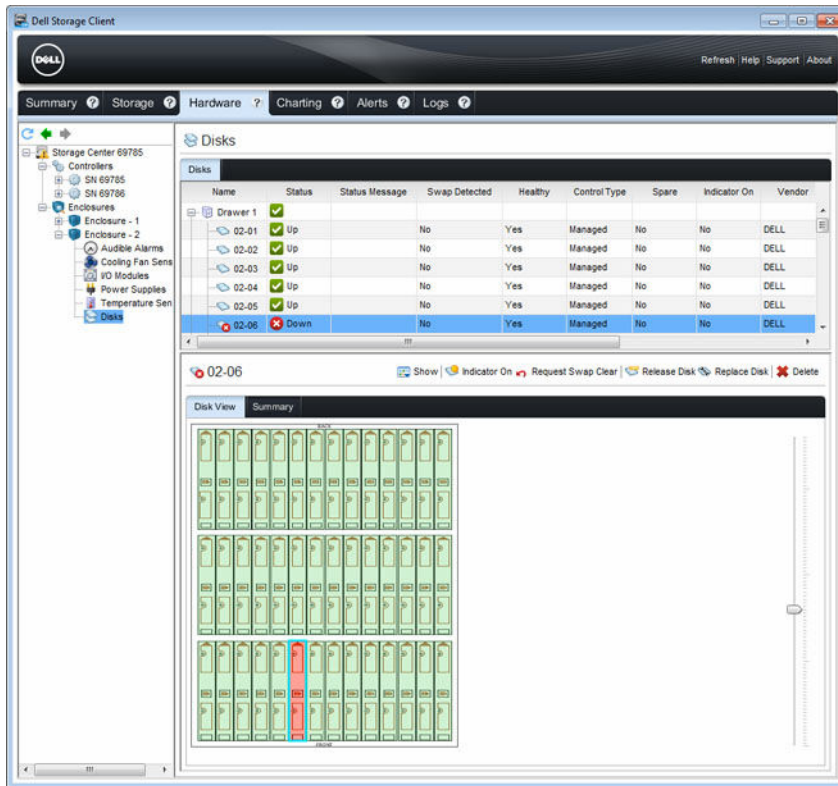 Dell Storage Client
DELL
Refresh | Help | Support | About
Summary ? Storage ? Hardware ? Charting ? Alerts ? Logs ?
Storage Center 69785
Controllers
SN 69785
SN 69786
Enclosures
Enclosure - 1
Enclosure - 2
Audible Alarms
Cooling Fan Sens
I/O Modules
Power Supplies
Temperature Sen
Disks
Disks
Disks
Name Status Status Message Swap Detected Healthy Control Type Spare Indicator On Vendor
Drawer 1
02-01 Up No Yes Managed No No DELL
02-02 Up No Yes Managed No No DELL
02-03 Up No Yes Managed No No DELL
02-04 Up No Yes Managed No No DELL
02-05 Up No Yes Managed No No DELL
02-06 Down No Yes Managed No No DELL
02-06
Show | Indicator On Request Swap Clear | Release Disk Replace Disk | Delete
Disk View Summary
BACK
FRONT